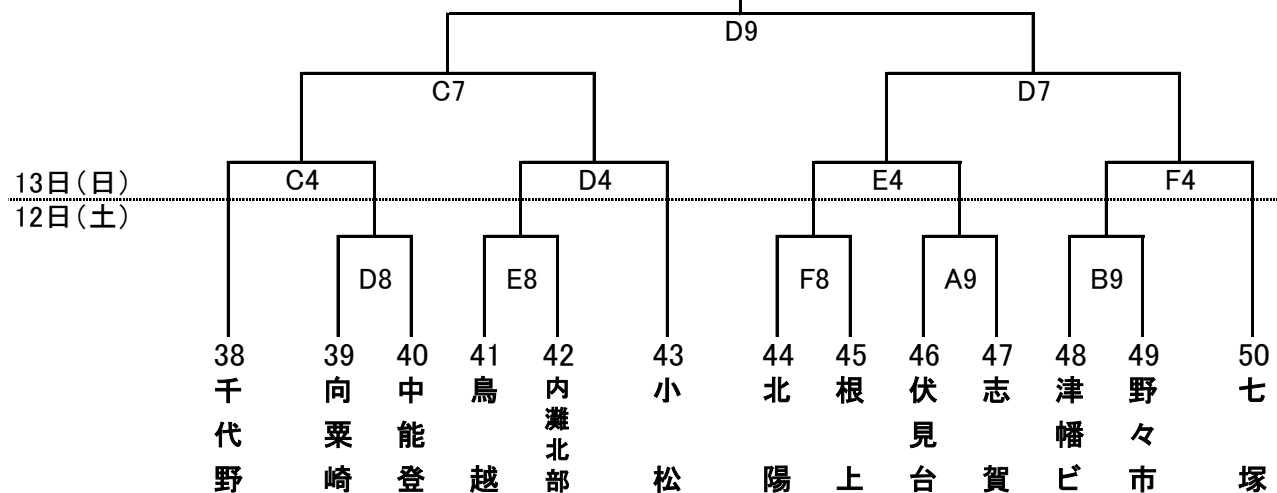 D9
C7 D7
13日(日) C4 D4 E4 F4
12日(土)
D8 E8 F8 A9 B9
38 39 40 41 42 43 44 45 46 47 48 49 50
千代野
向粟崎
中能登
鳥越
内灘北部
小松
北陽
根上
伏見台
志賀
津幡ビ
野々市
七塚